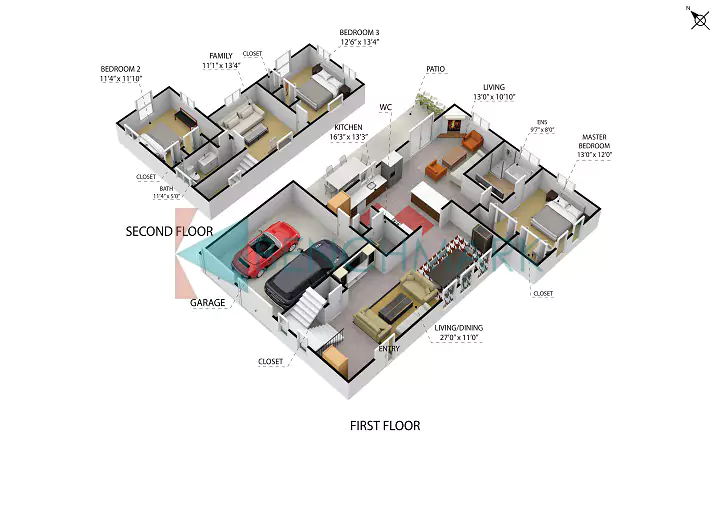 N
BEDROOM 3
12'6" x 13'4"
FAMILY
11'1" x 13'4"
CLOSET
BEDROOM 2
11'4" x 11'10"
PATIO
LIVING
13'0" x 10'10"
WC
KITCHEN
16'3" x 13'3"
ENS
9'7" x 8'0"
MASTER
BEDROOM
13'0" x 12'0"
CLOSET
BATH
11'4" x 5'0"
SECOND FLOOR
ENCHMARK
CLOSET
GARAGE
LIVING/DINING
27'0" x 11'0"
ENTRY
CLOSET
FIRST FLOOR